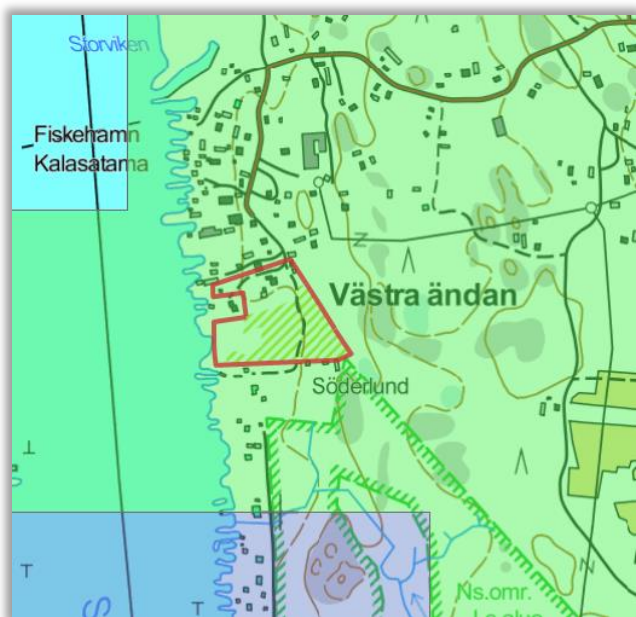 Storviken
Fiskehamn
Kalasatama
Västra ändan
Söderlund
Ns.omr.